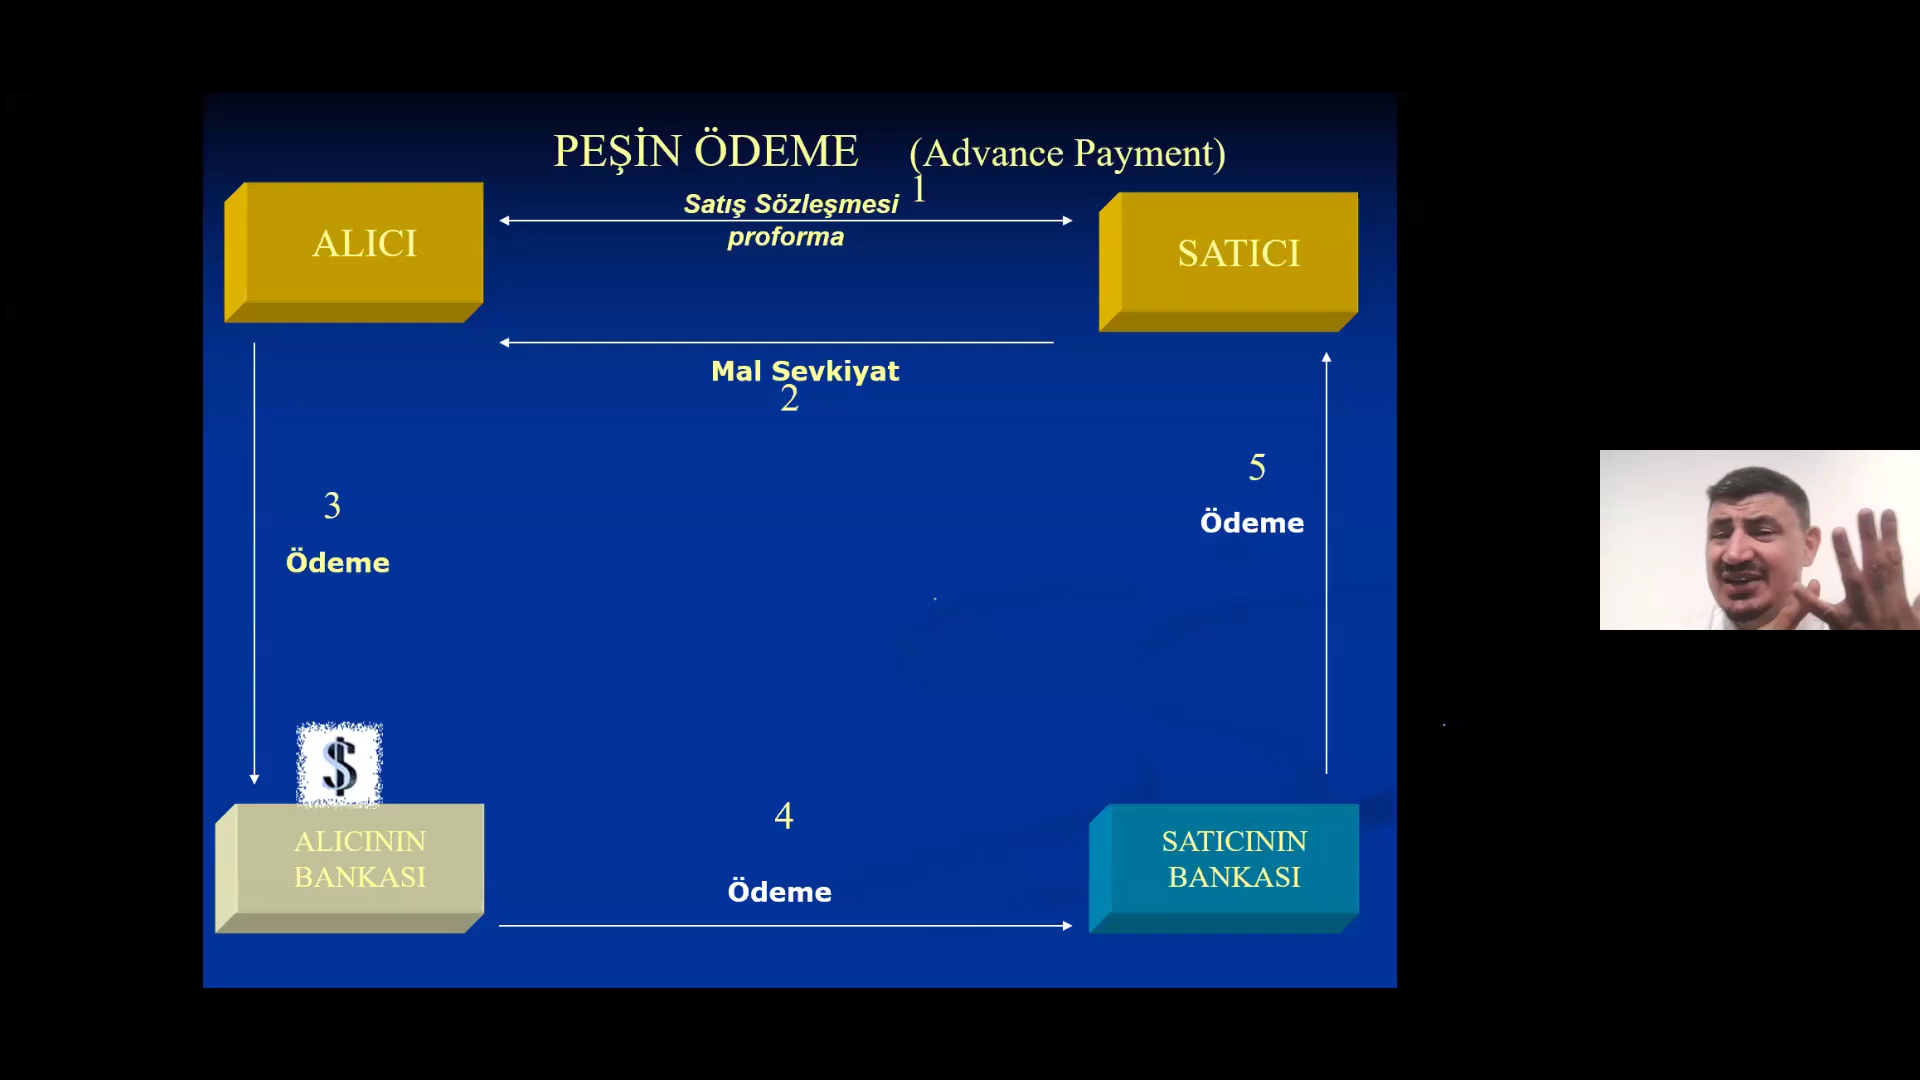 PEŞİN ÖDEME (Advance Payment)
1
Satış Sözleşmesi
proforma
ALICI
SATICI
Mal Sevkiyat
2
3
Ödeme
5
Ödeme
$
ALICININ
BANKASI
4
Ödeme
SATICININ
BANKASI